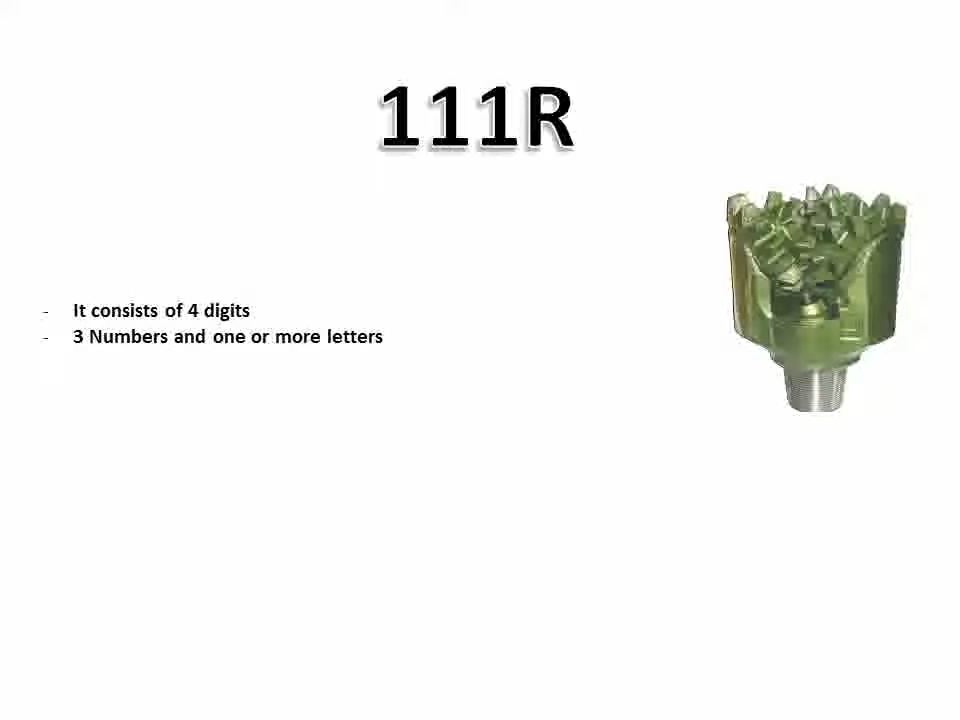 111R
- It consists of 4 digits
- 3 Numbers and one or more letters